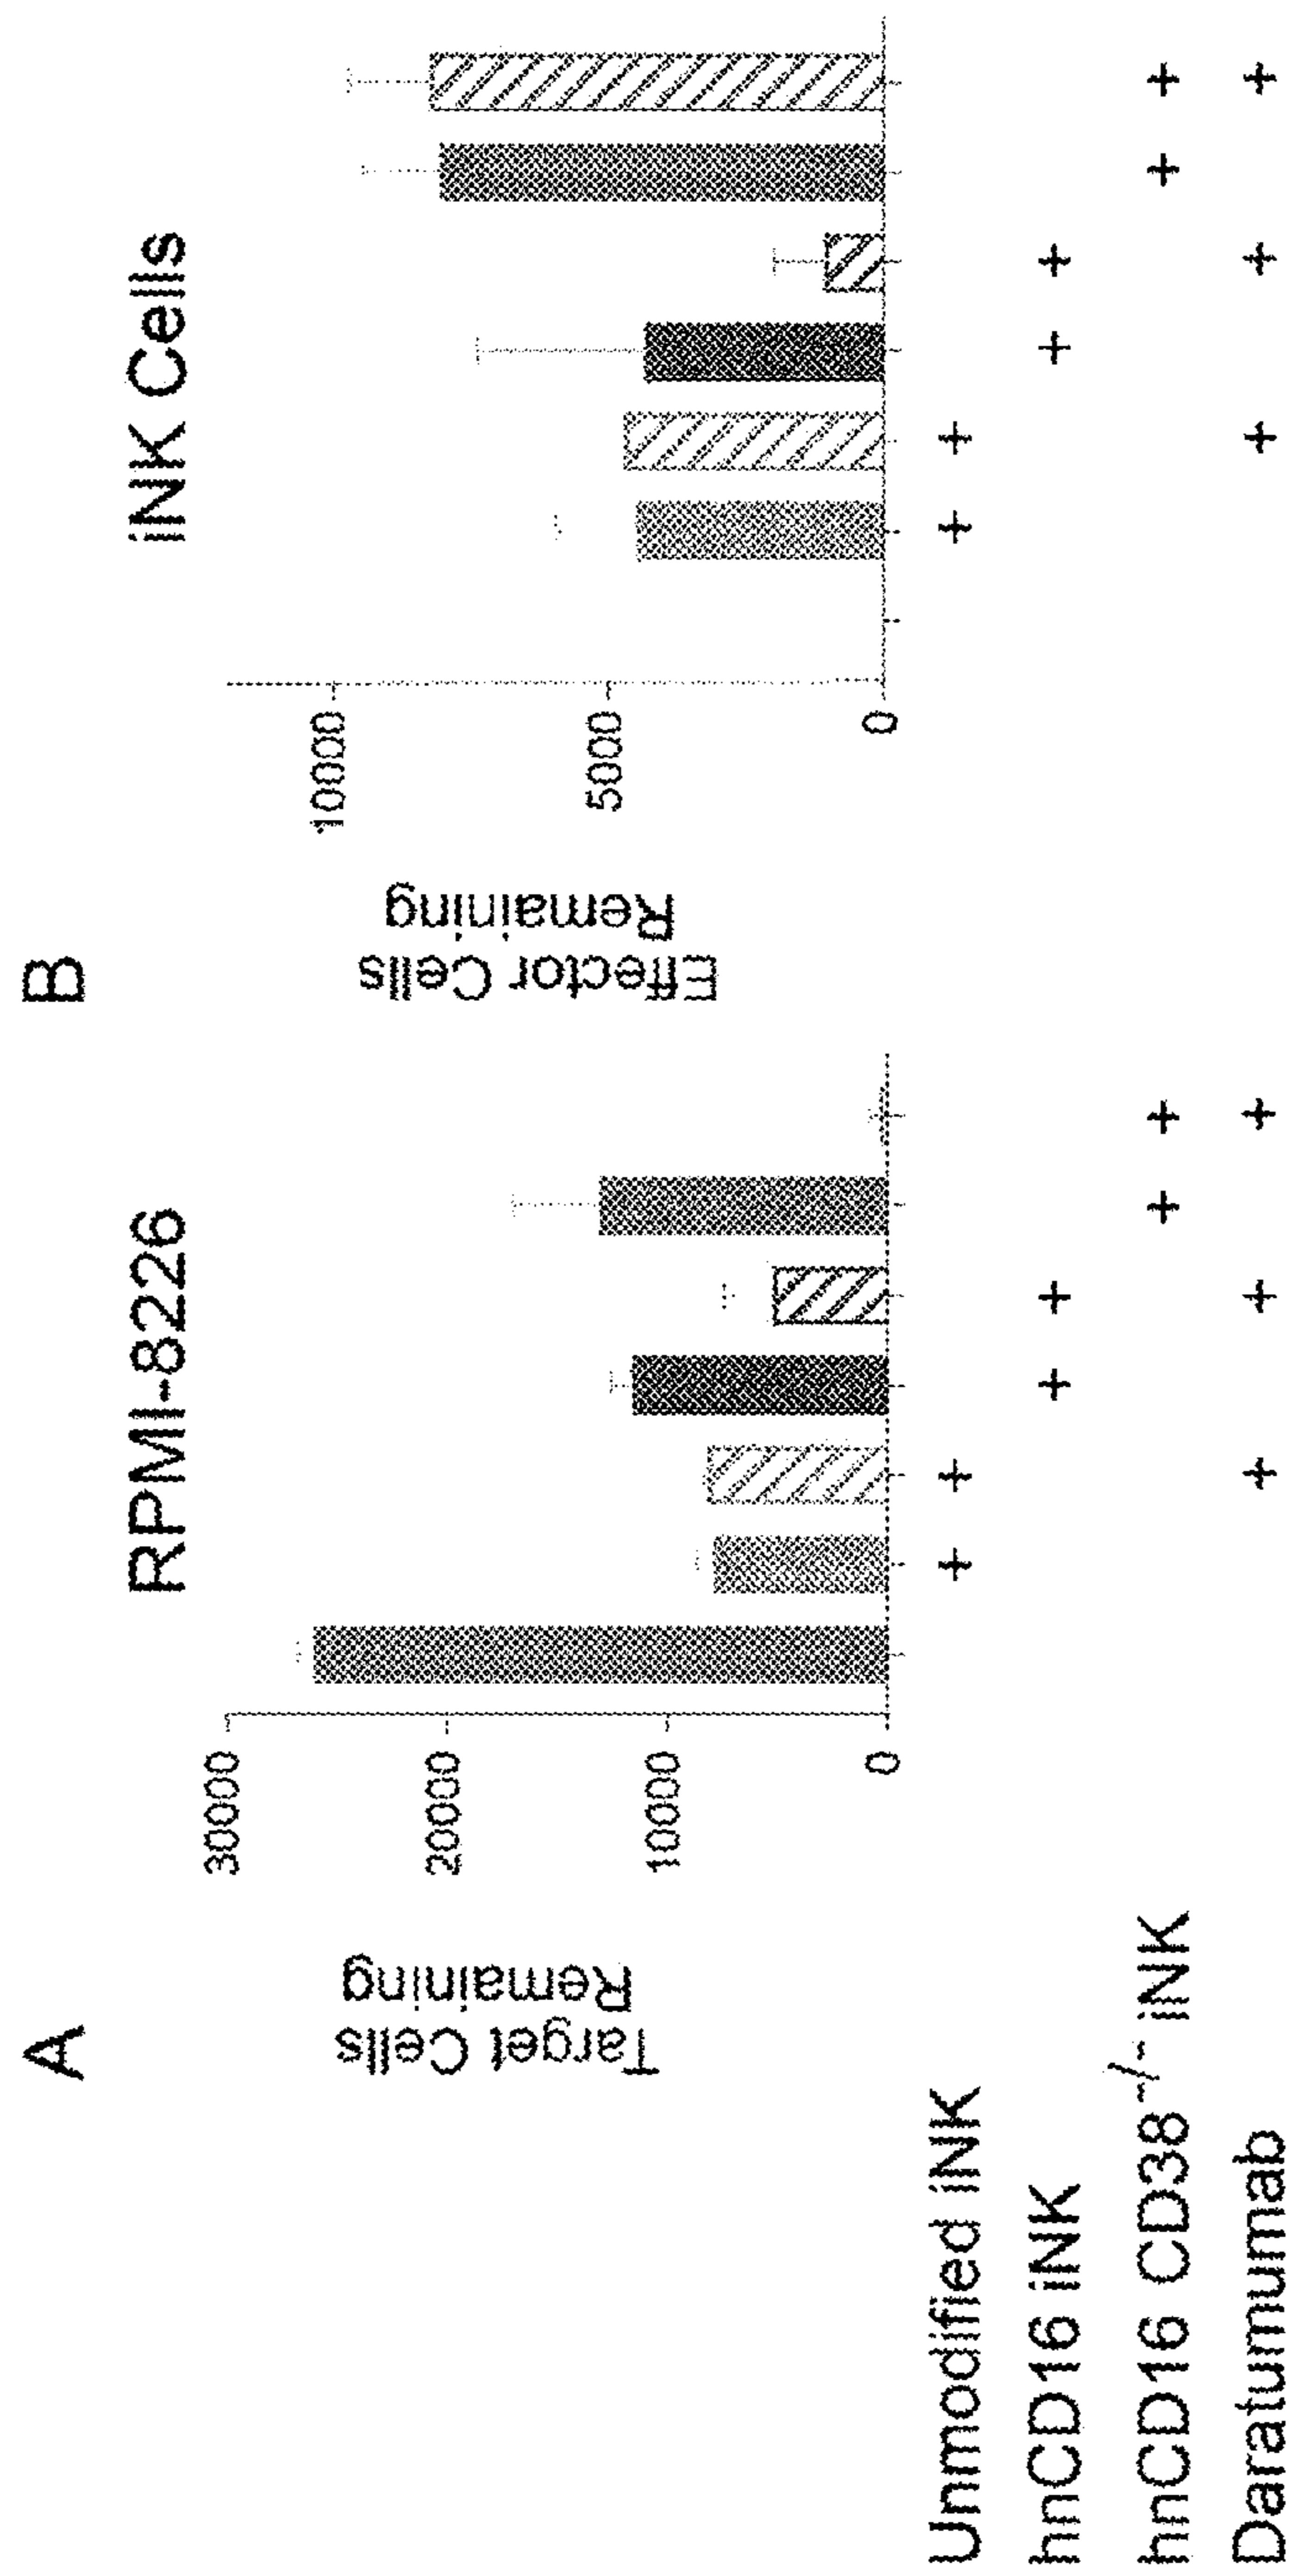 A
RPMI-8226
Target Cells
Remaining
30000
20000
10000
0
B
iNK Cells
Effector Cells
Remaining
10000
5000
0
Unmodified iNK + + + +
hnCD16 iNK + + + +
hnCD16 CD38-/- iNK + + + +
Daratumumab + + + + + +